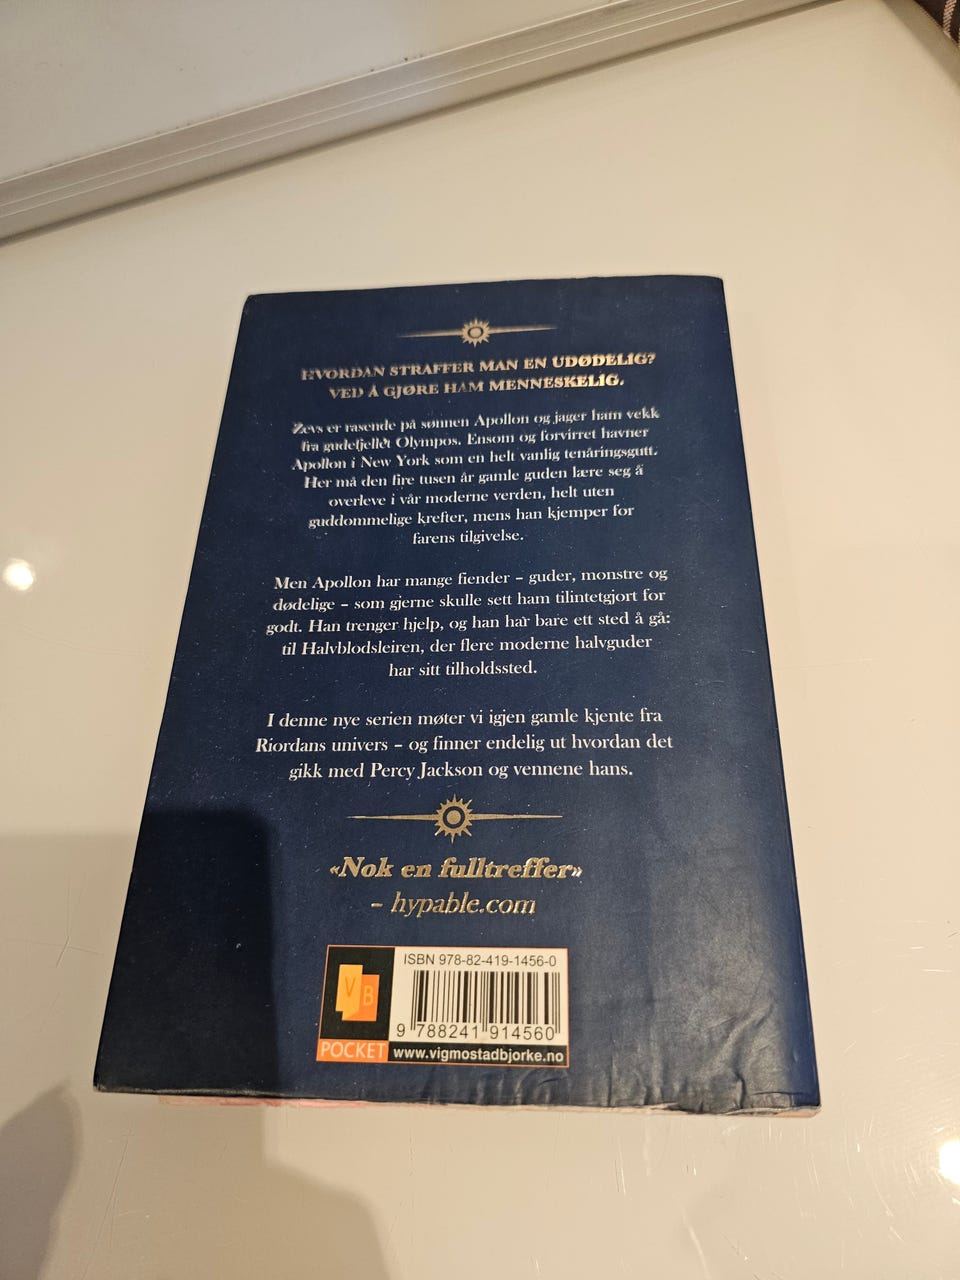 HVORDAN STRAFFER MAN EN UDØDELIG?
VED Å GJØRE HAM MENNESKELIG.
Zevs er rasende på sønnen Apollon og jager ham vekk
fra gudefjellet Olympos. Ensom og forvirret havner
Apollon i New York som en helt vanlig tenåringsgutt.
Her må den fire tusen år gamle guden lære seg å
overleve i vår moderne verden, helt uten
guddommelige krefter, mens han kjemper for
farens tilgivelse.
Men Apollon har mange fiender – guder, monstre og
dødelige – som gjerne skulle sett ham tilintetgjort for
godt. Han trenger hjelp, og han har bare ett sted å gå:
til Halvblodsleiren, der flere moderne halvguder
har sitt tilholdssted.
I denne nye serien møter vi igjen gamle kjente fra
Riordans univers – og finner endelig ut hvordan det
gikk med Percy Jackson og vennene hans.
«Nok en fulltreffer»
– hypable.com
ISBN 978-82-419-1456-0
V
B
9 788241 914560
POCKET www.vigmostadbjorke.no